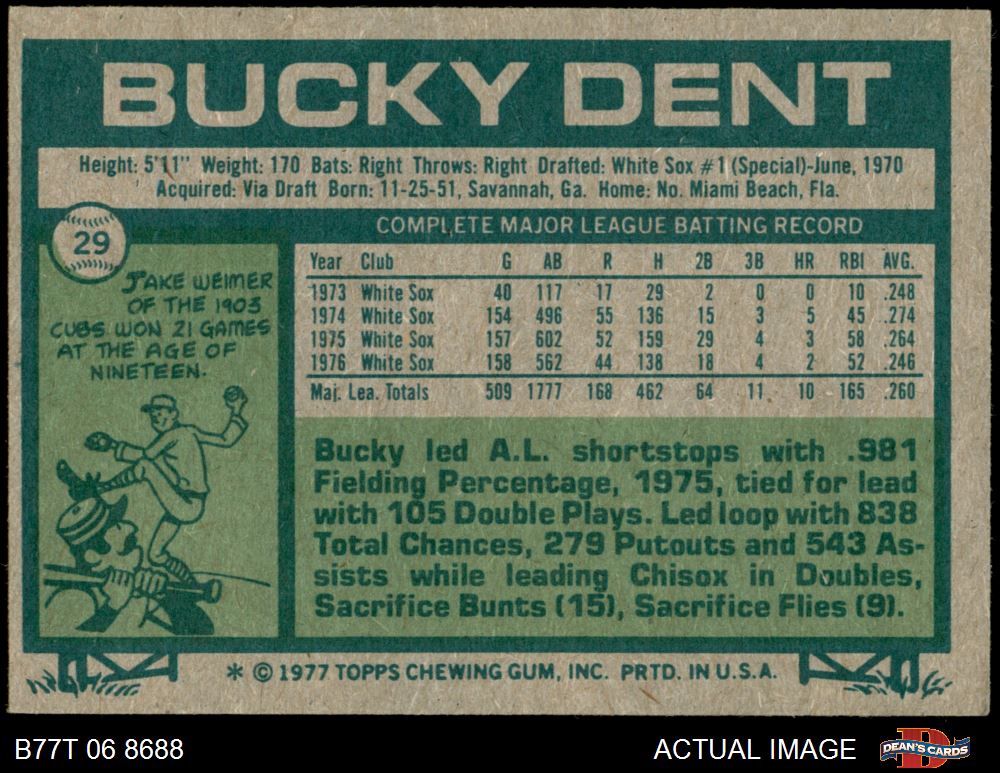 BUCKY DENT
Height: 5'11" Weight: 170 Bats: Right Throws: Right Drafted: White Sox #1 (Special)-June, 1970
Acquired: Via Draft Born: 11-25-51, Savannah, Ga. Home: No. Miami Beach, Fla.
29
JAKE WEIMER
OF THE 1903
CUBS WON 21 GAMES
AT THE AGE OF
NINETEEN.
COMPLETE MAJOR LEAGUE BATTING RECORD
Year Club G AB R H 2B 3B HR RBI AVG.
1973 White Sox 40 117 17 29 2 0 0 10 .248
1974 White Sox 154 496 55 136 15 3 5 45 .274
1975 White Sox 157 602 52 159 29 4 3 58 .264
1976 White Sox 158 562 44 138 18 4 2 52 .246
Maj. Lea. Totals 509 1777 168 462 64 11 10 165 .260
Bucky led A.L. shortstops with .981
Fielding Percentage, 1975, tied for lead
with 105 Double Plays. Led loop with 838
Total Chances, 279 Putouts and 543 As-
sists while leading Chisox in Doubles,
Sacrifice Bunts (15), Sacrifice Flies (9).
* © 1977 TOPPS CHEWING GUM, INC. PRTD. IN U.S.A.
B77T 06 8688
ACTUAL IMAGE
DEAN'S CARDS